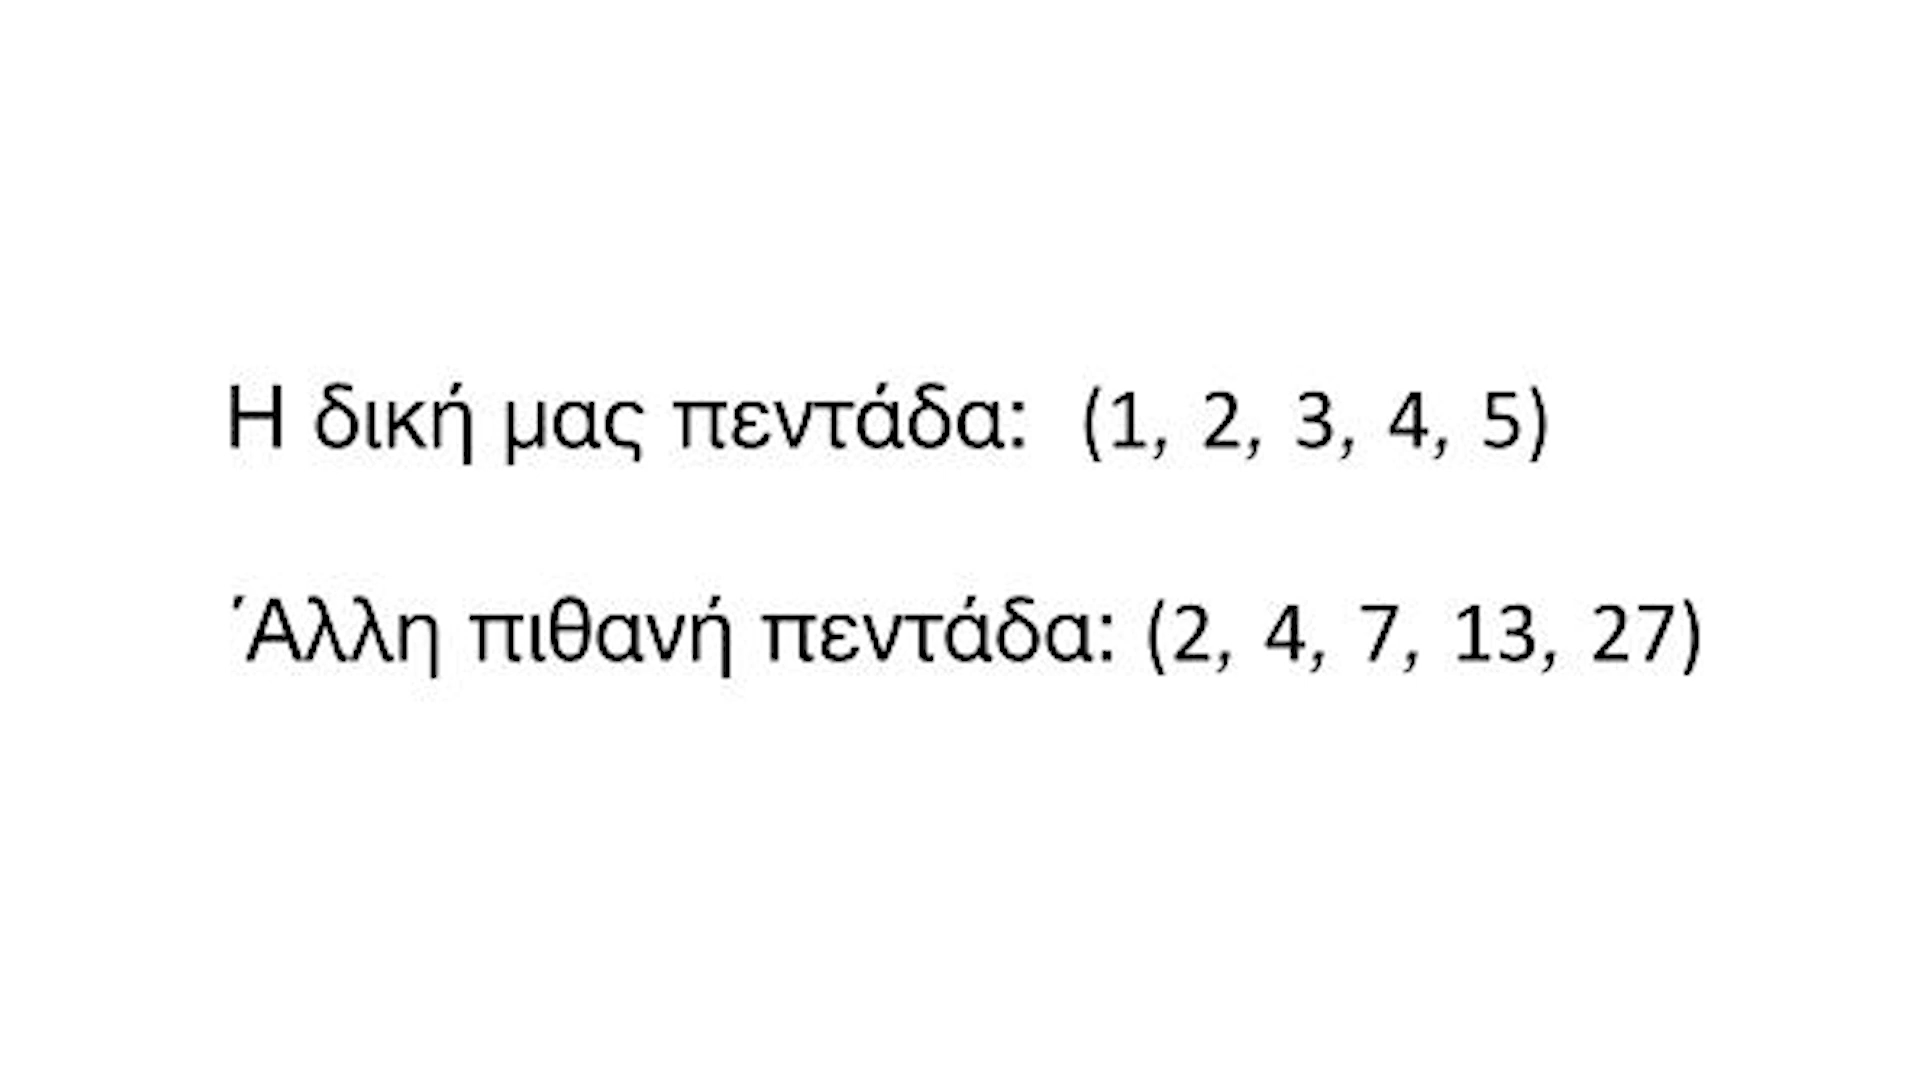 Η δική μας πεντάδα: (1, 2, 3, 4, 5)
Άλλη πιθανή πεντάδα: (2, 4, 7, 13, 27)